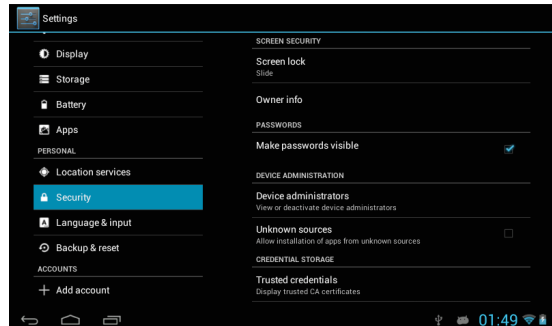 Settings
Display
Storage
Battery
Apps
PERSONAL
Location services
Security
Language & input
Backup & reset
ACCOUNTS
Add account
SCREEN SECURITY
Screen lock
Slide
Owner info
PASSWORDS
Make passwords visible
DEVICE ADMINISTRATION
Device administrators
View or deactivate device administrators
Unknown sources
Allow installation of apps from unknown sources
CREDENTIAL STORAGE
Trusted credentials
Display trusted CA certificates
01:49